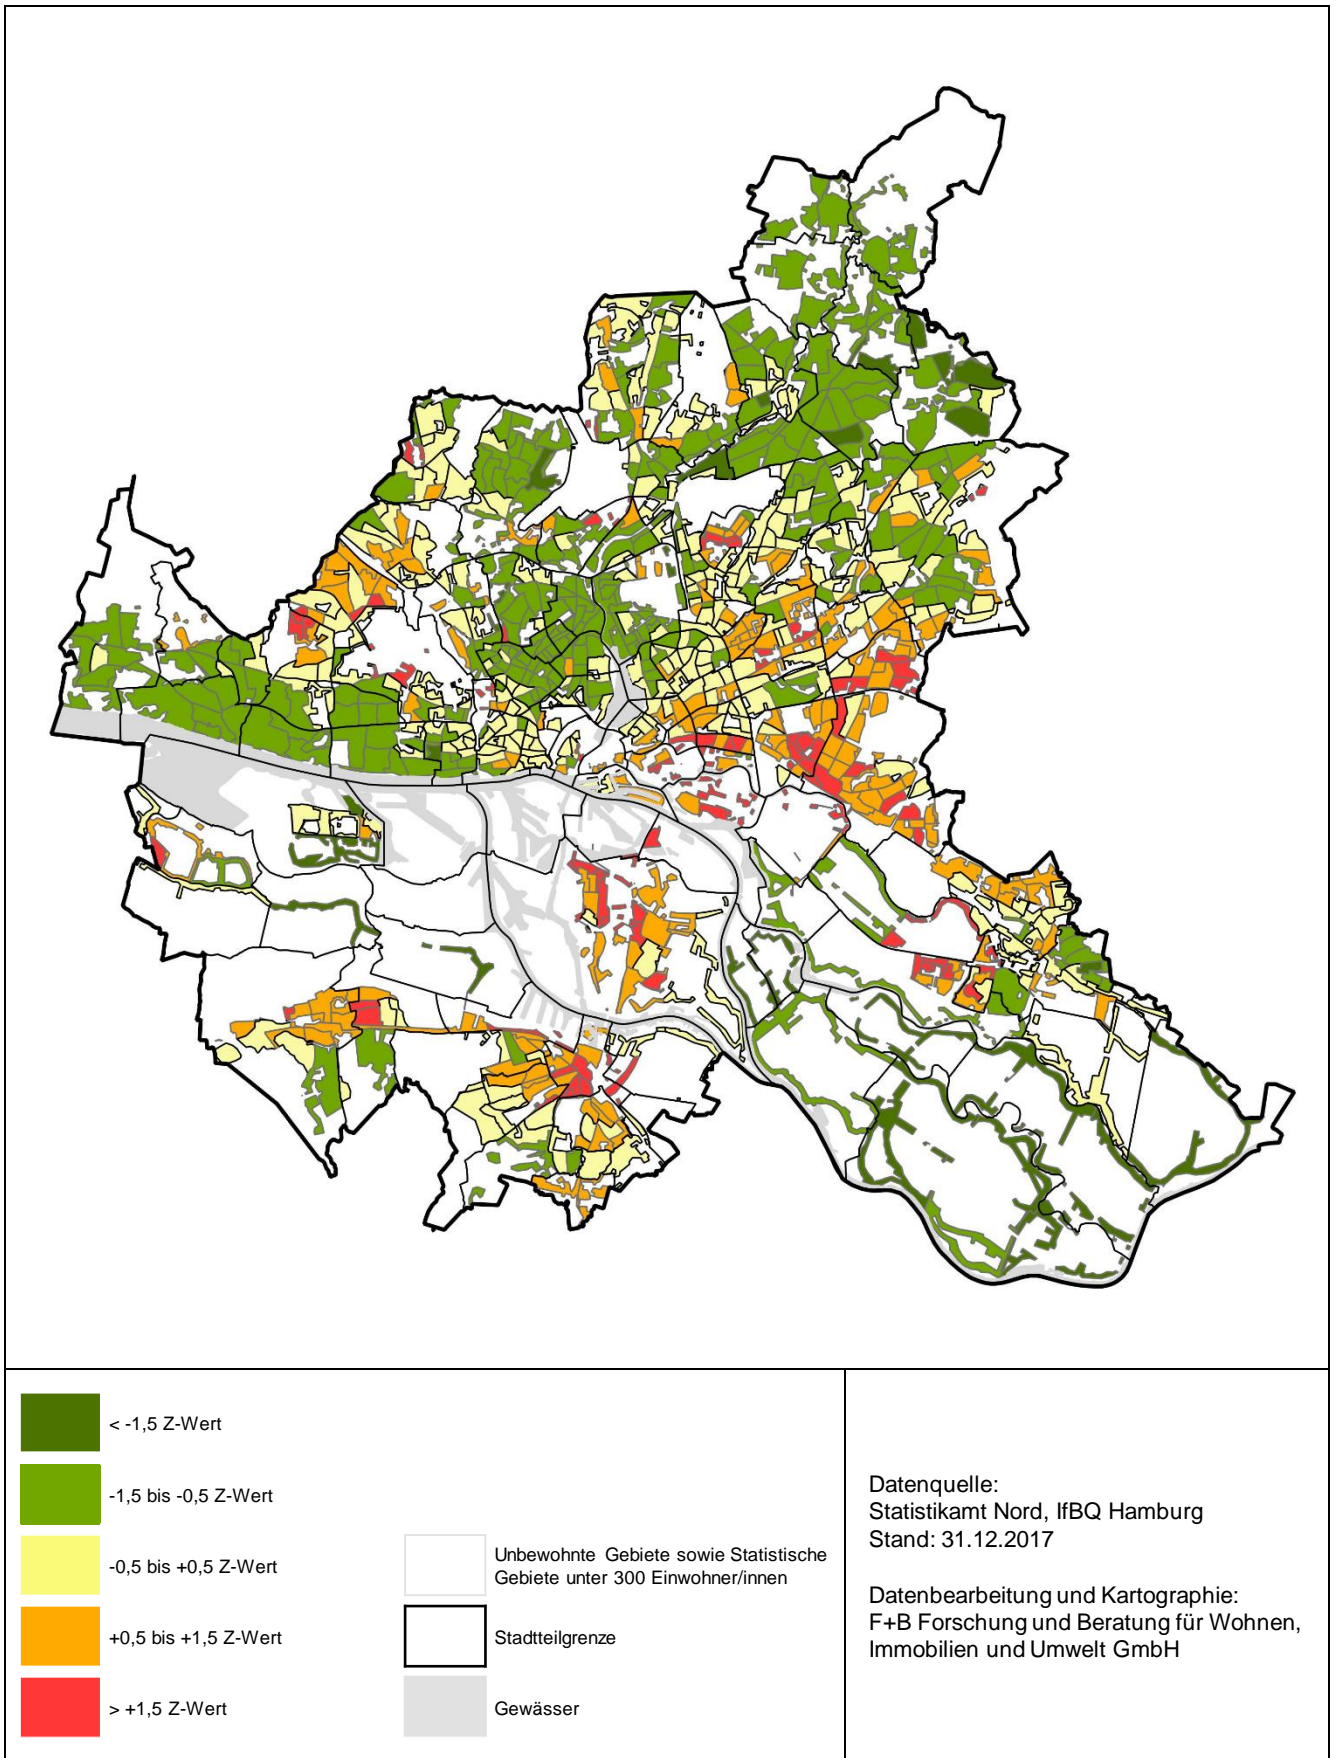 < -1,5 Z-Wert
-1,5 bis -0,5 Z-Wert
-0,5 bis +0,5 Z-Wert
+0,5 bis +1,5 Z-Wert
> +1,5 Z-Wert
Unbewohnte Gebiete sowie Statistische
Gebiete unter 300 Einwohner/innen
Stadtteilgrenze
Gewässer
Datenquelle:
Statistikamt Nord, IfBQ Hamburg
Stand: 31.12.2017
Datenbearbeitung und Kartographie:
F+B Forschung und Beratung für Wohnen,
Immobilien und Umwelt GmbH